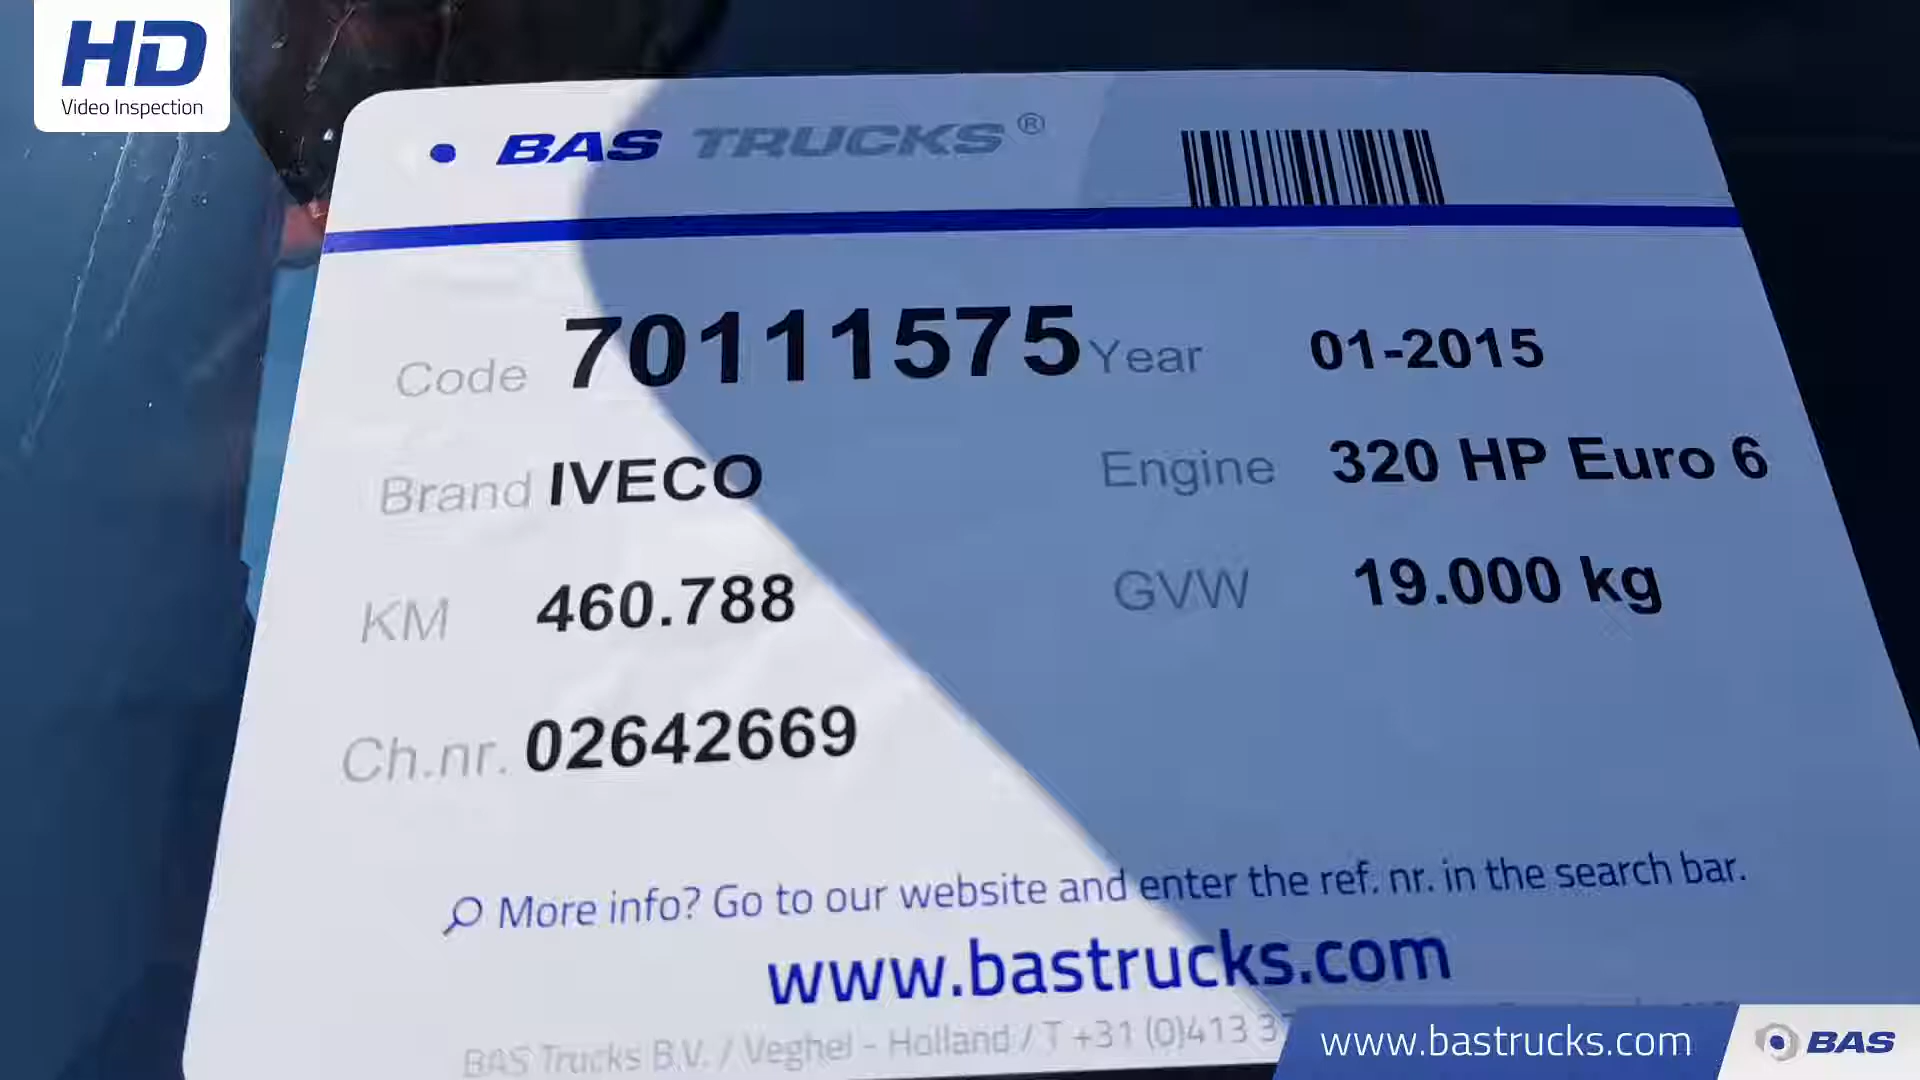 HD
Video Inspection
BAS TRUCKS®
Code 70111575 Year 01-2015
Brand IVECO Engine 320 HP Euro 6
KM 460.788 GVW 19.000 kg
Ch.nr. 02642669
More info? Go to our website and enter the ref. nr. in the search bar.
www.bastrucks.com
BAS Trucks B.V. / Veghel - Holland / T +31 (0)413
www.bastrucks.com BAS